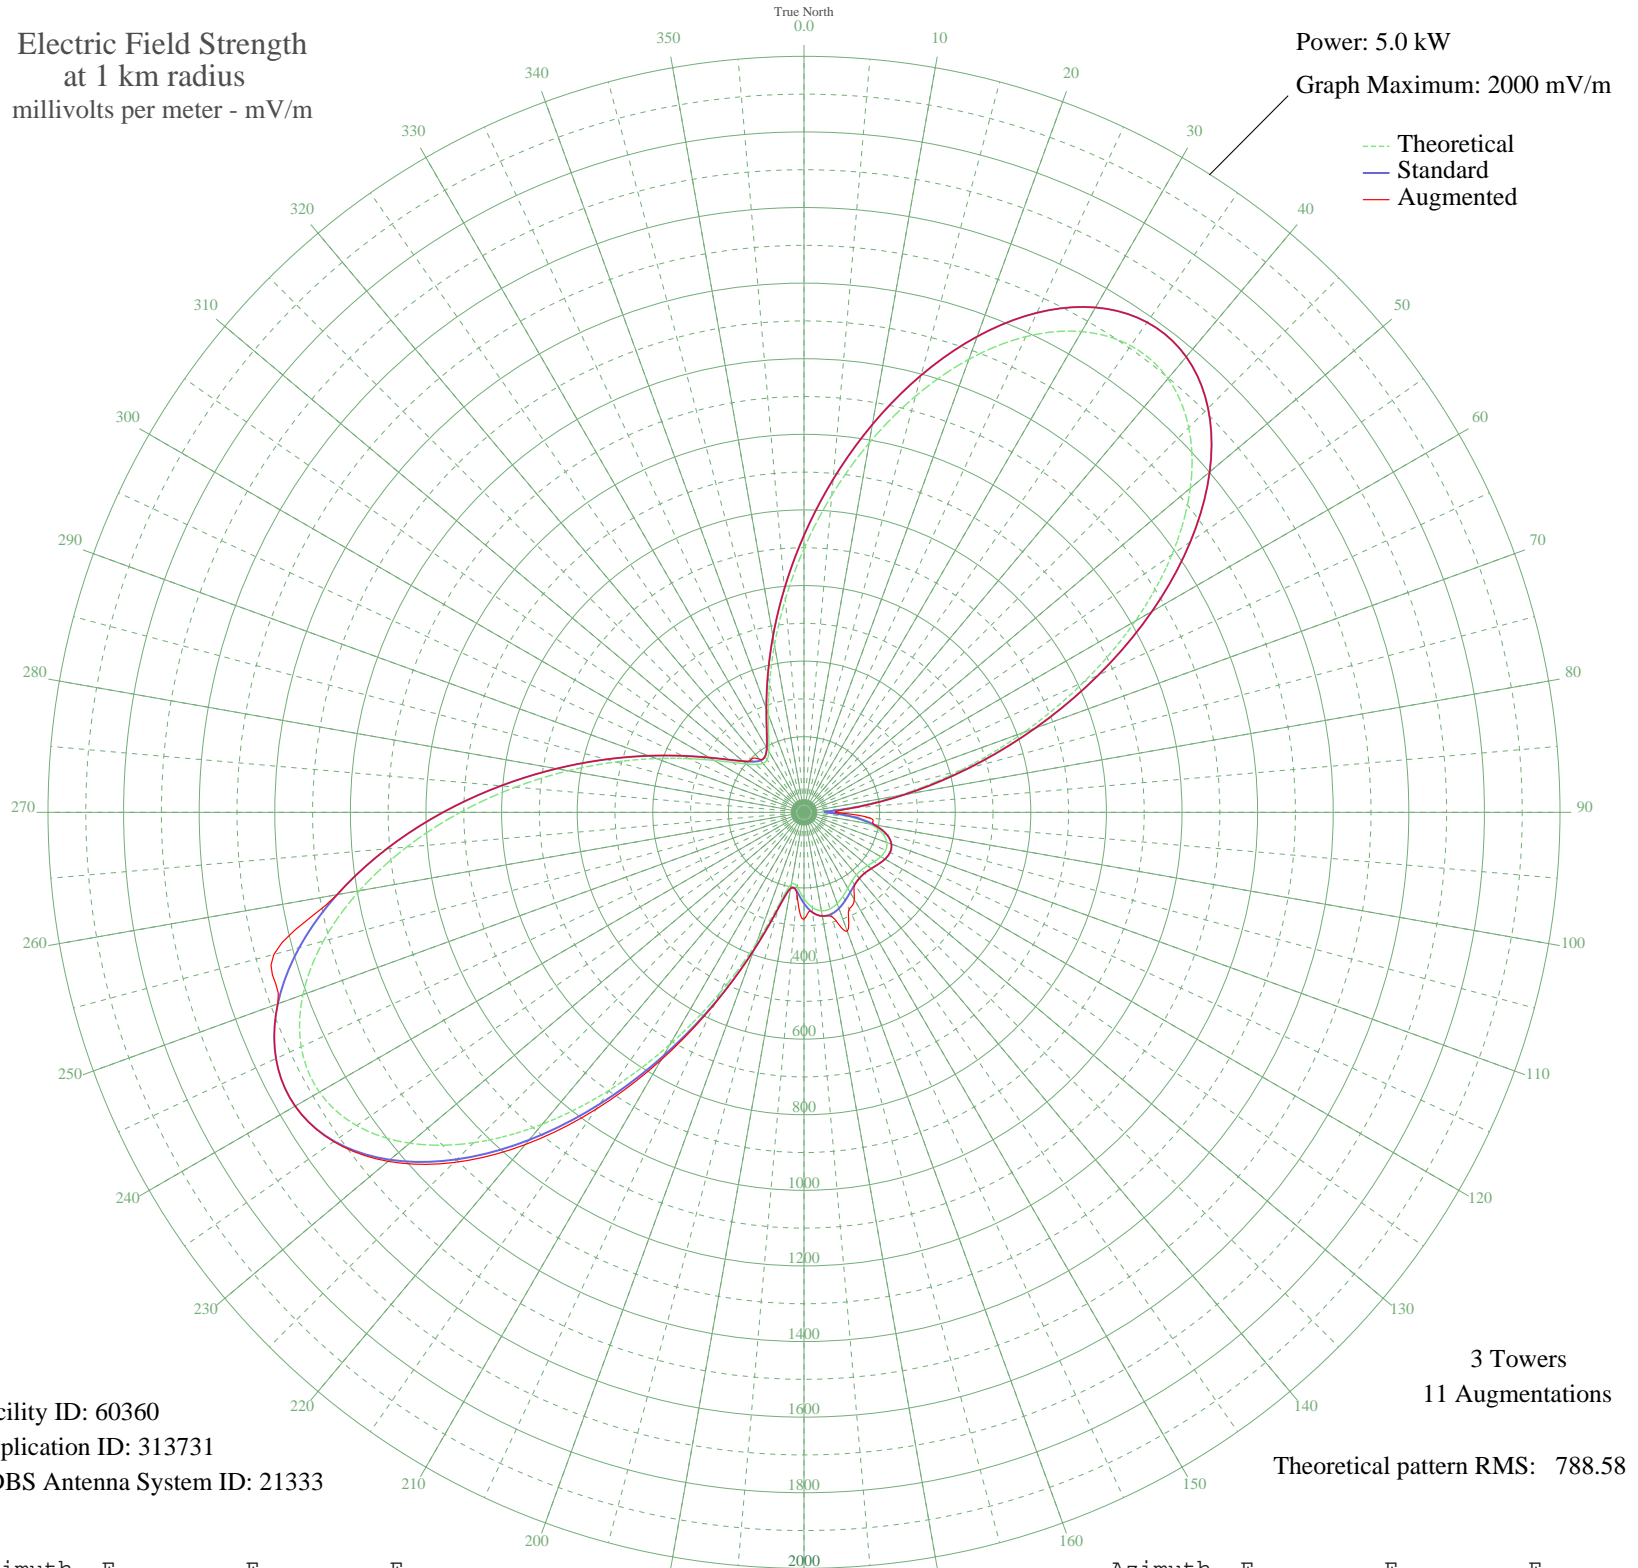 True North
0.0
Electric Field Strength
at 1 km radius
millivolts per meter - mV/m
Power: 5.0 kW
Graph Maximum: 2000 mV/m
Theoretical
Standard
Augmented
10
20
30
40
50
60
70
80
90
100
110
120
130
140
150
160
200
210
220
230
240
250
260
270
280
290
300
310
320
330
340
350
400
600
800
1000
1200
1400
1600
1800
2000
3 Towers
11 Augmentations
Theoretical pattern RMS: 788.58
cility ID: 60360
plication ID: 313731
DBS Antenna System ID: 21333
imuth E E E Azimuth E E E